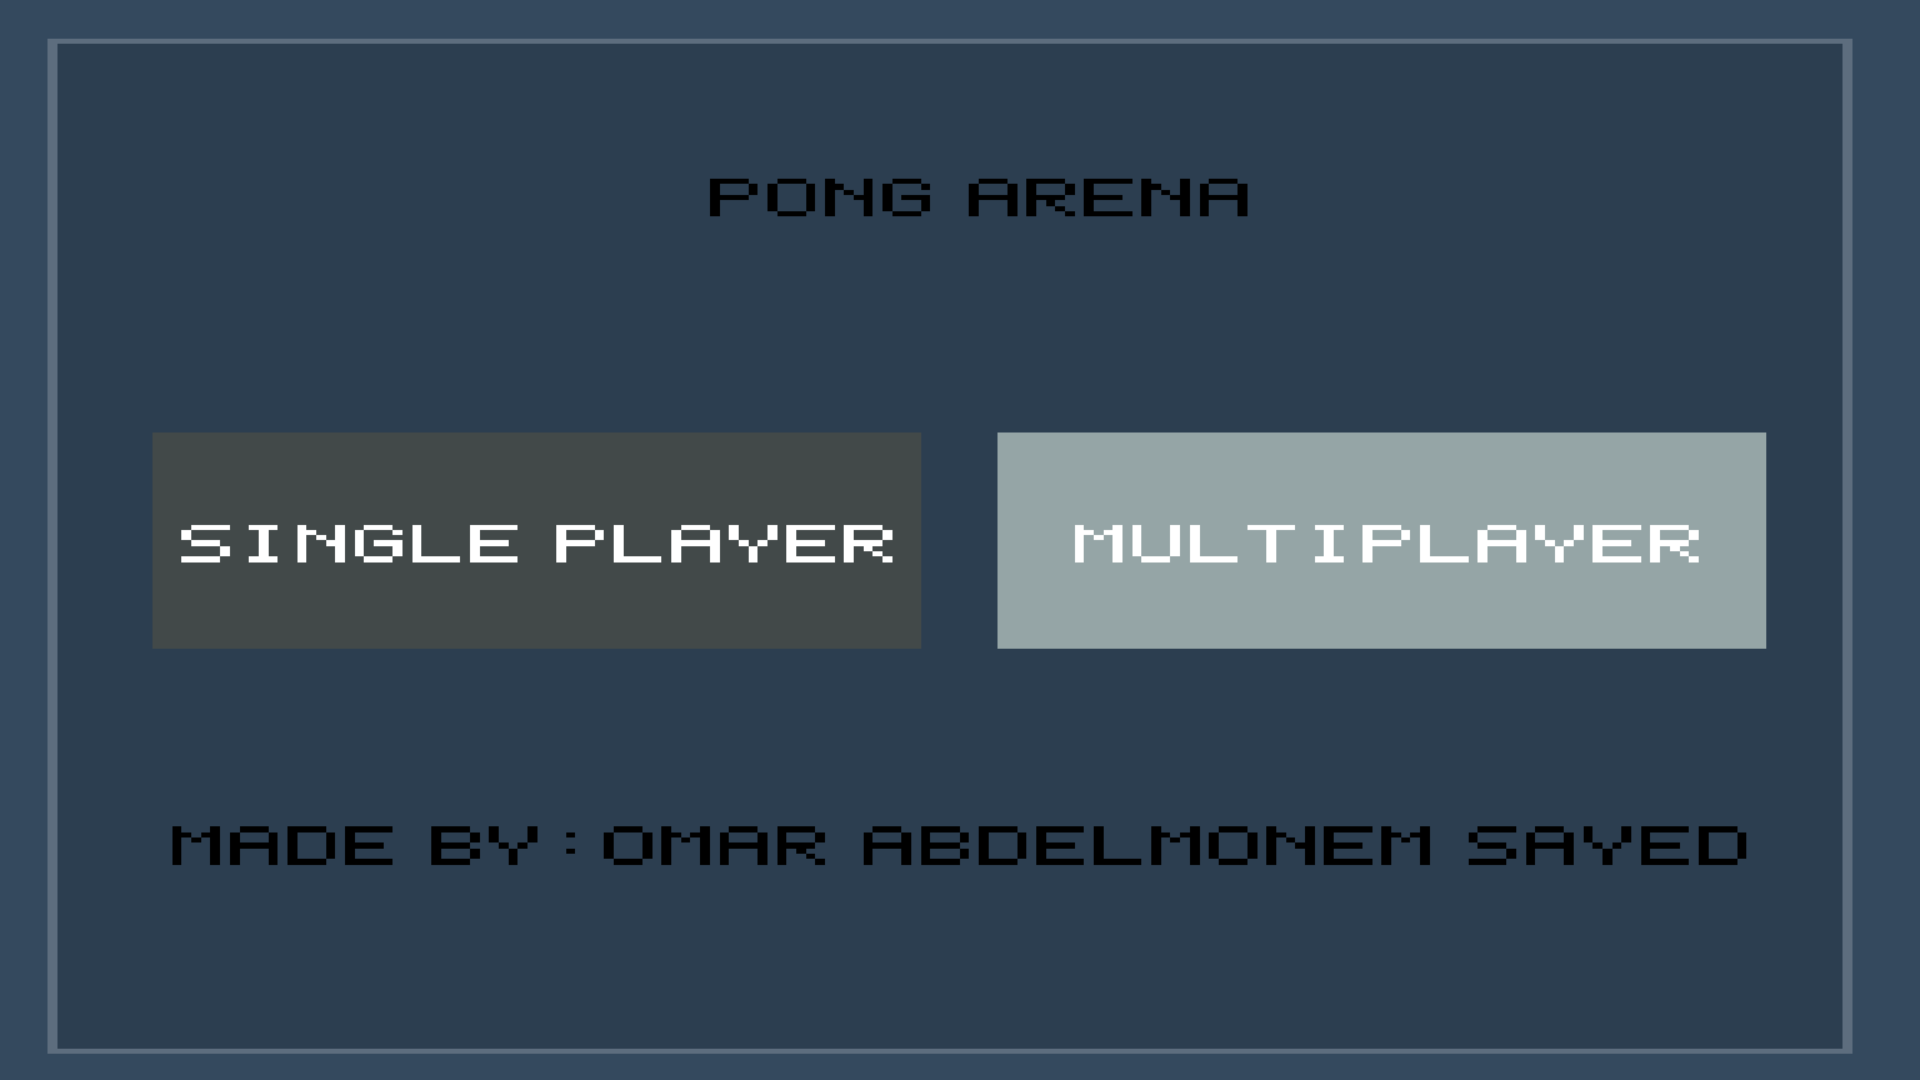 PONG ARENA
SINGLE PLAYER
MULTIPLAYER
MADE BY : OMAR ABDELMONEM SAYED